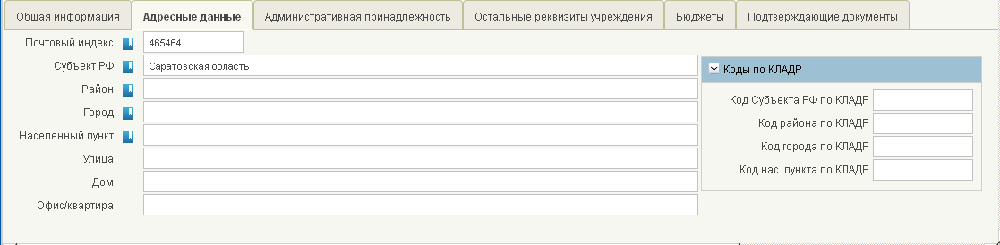 Общая информация
Адресные данные
Административная принадлежность
Остальные реквизиты учреждения
Бюджеты
Подтверждающие документы
Почтовый индекс 465464
Субъект РФ Саратовская область
Район
Город
Населенный пункт
Улица
Дом
Офис/квартира
Коды по КЛАДР
Код Субъекта РФ по КЛАДР
Код района по КЛАДР
Код города по КЛАДР
Код нас. пункта по КЛАДР